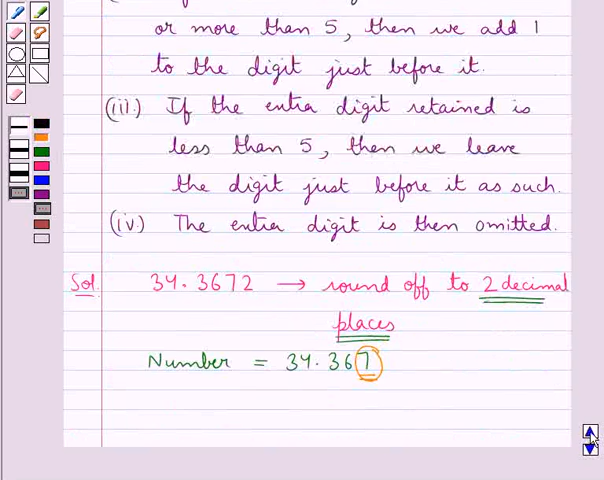 or more than 5, then we add 1
to the digit just before it.
(iii.) If the extra digit retained is
less than 5, then we leave
the digit just before it as such.
(iv.) The extra digit is then omitted.
Sol. 34.3672 → round off to 2 decimal
places
Number = 34.367